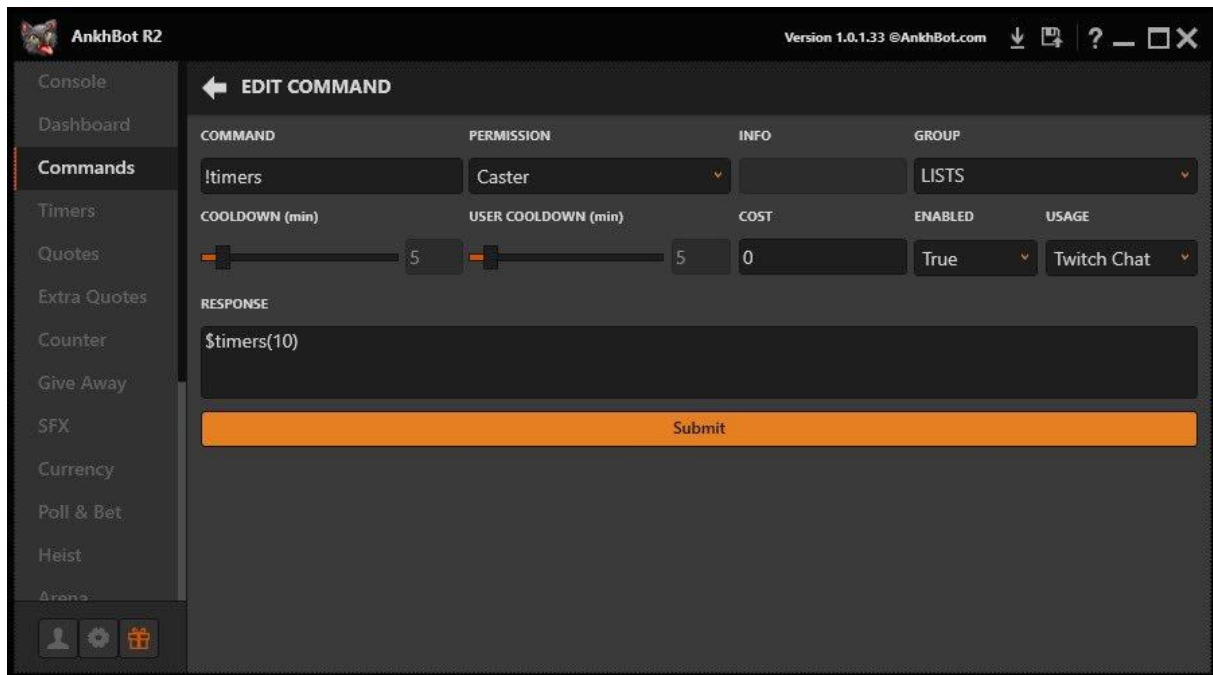 AnkhBot R2
Version 1.0.1.33 ©AnkhBot.com
?
Console
Dashboard
Commands
Timers
Quotes
Extra Quotes
Counter
Give Away
SFX
Currency
Poll & Bet
Heist
Arena
EDIT COMMAND
COMMAND PERMISSION INFO GROUP
!timers Caster LISTS
COOLDOWN (min) USER COOLDOWN (min) COST ENABLED USAGE
5 5 0 True Twitch Chat
RESPONSE
$timers(10)
Submit